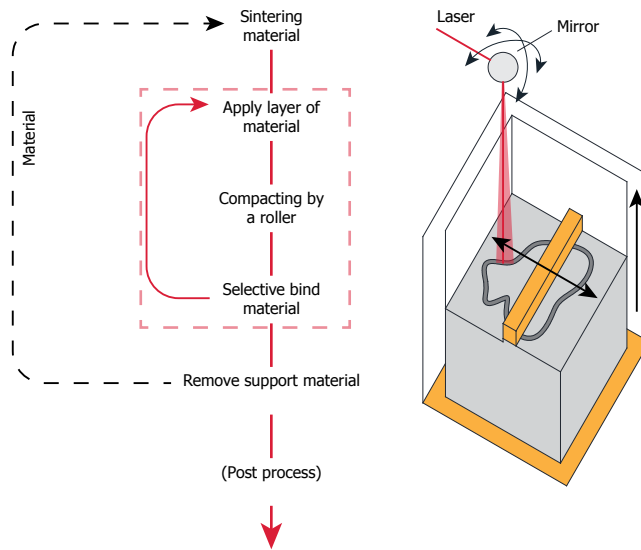 Sintering
material
Material
Apply layer of
material
Compacting by
a roller
Selective bind
material
Remove support material
(Post process)
Laser
Mirror